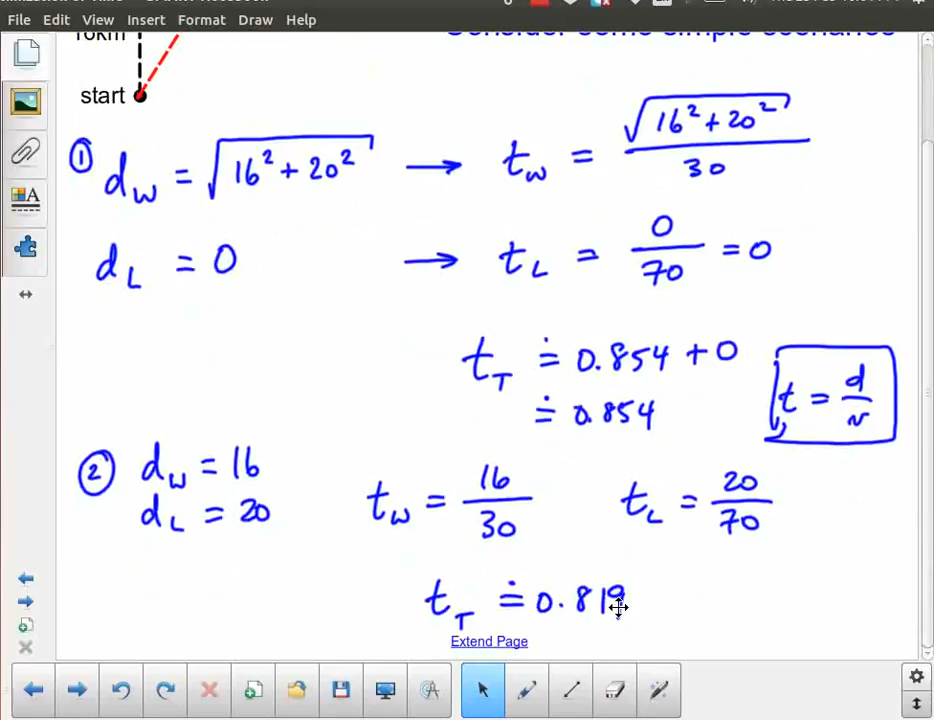 File Edit View Insert Format Draw Help
start
① d_W = √(16² + 20²) → t_W = √(16² + 20²) / 30
d_L = 0 → t_L = 0/70 = 0
t_T ≐ 0.854 + 0
≐ 0.854
t = d/v
② d_W = 16
d_L = 20
t_W = 16/30 t_L = 20/70
t_T ≐ 0.819
Extend Page